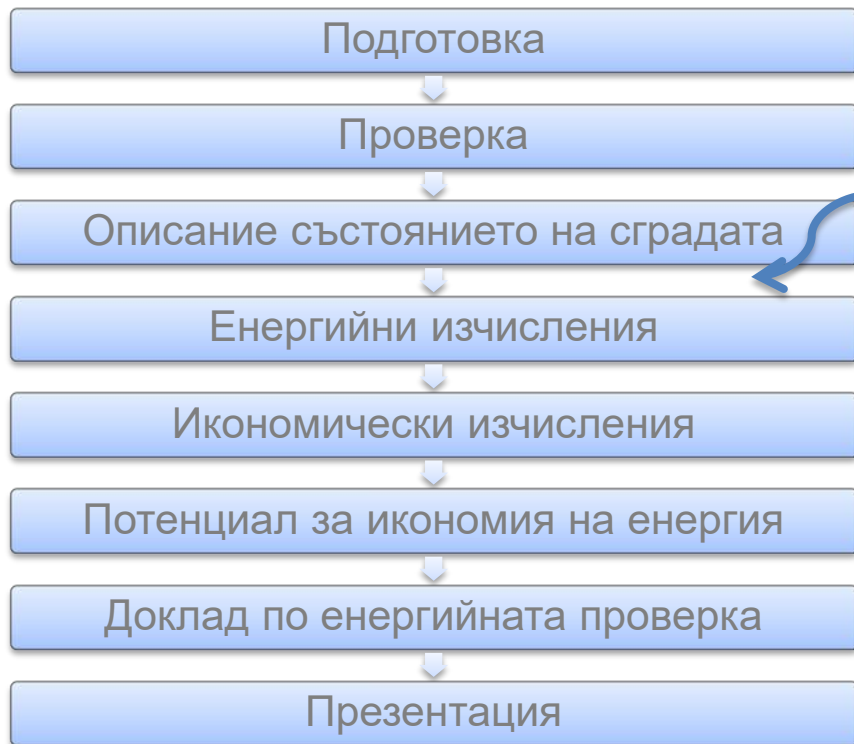 Подготовка
Проверка
Описание състоянието на сградата
Енергийни изчисления
Икономически изчисления
Потенциал за икономия на енергия
Доклад по енергийната проверка
Презентация